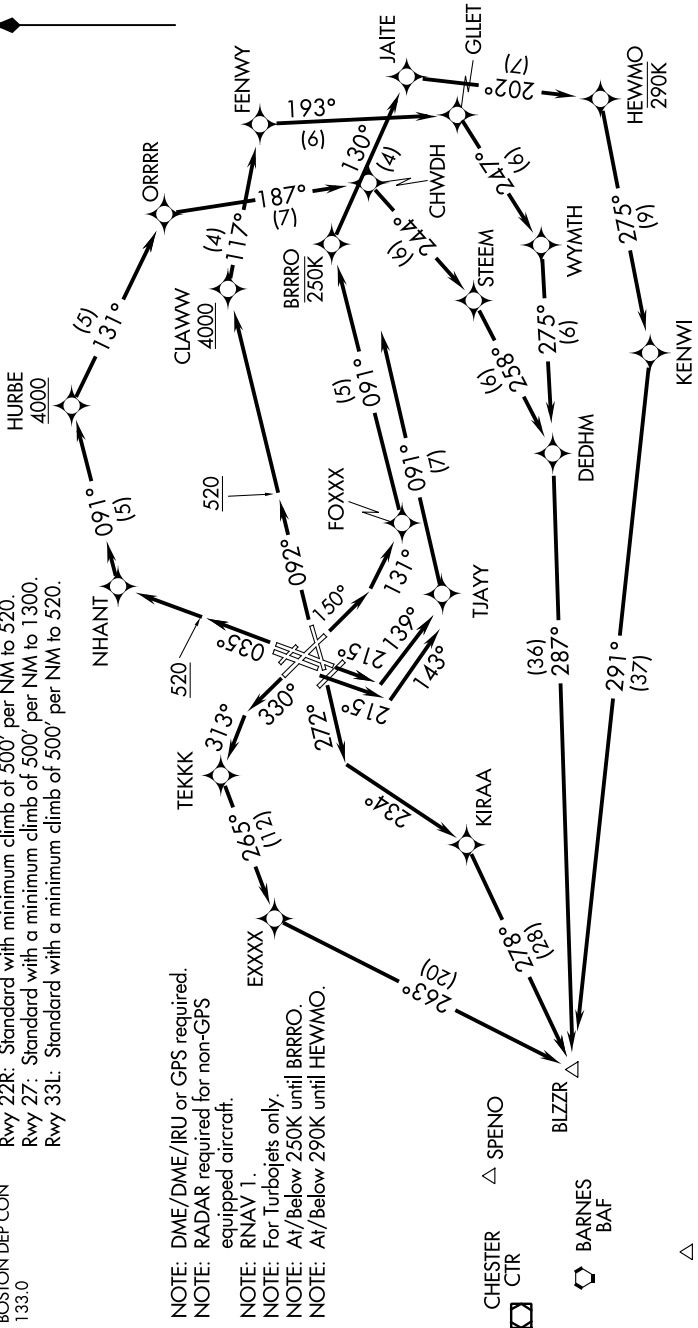 BOSTON DEP CON
133.0
Rwy 22R: Standard with minimum climb of 500' per NM to 520.
Rwy 27: Standard with a minimum climb of 500' per NM to 1300.
Rwy 33L: Standard with a minimum climb of 500' per NM to 520.
NOTE: DME/DME/IRU or GPS required.
NOTE: RADAR required for non-GPS
equipped aircraft.
NOTE: RNAV 1.
NOTE: For Turbojets only.
NOTE: At/Below 250K until BRRRO.
NOTE: At/Below 290K until HEWMO.
HURBE
4000
091°
(5)
(5)
131°
ORRRR
NHANT
520
035°
187°
(7)
FENWY
193°
(6)
(4)
117°
CLAWW
4000
520
092°
JAITE
GLLET
202°
(7)
HEWMO
290K
130°
(4)
CHWDH
BRRRO
250K
(5)
091°
FOXXX
150°
131°
091°
(7)
TJAYY
215°
139°
215°
143°
244°
(6)
STEEM
258°
(6)
247°
(6)
WYMTH
275°
(6)
DEDHM
275°
(9)
KENWI
330°
313°
TEKKK
265°
(12)
EXXXX
263°
(20)
272°
234°
KIRAA
278°
(28)
(36)
287°
291°
(37)
BLZZR
SPENO
CHESTER
CTR
BARNES
BAF